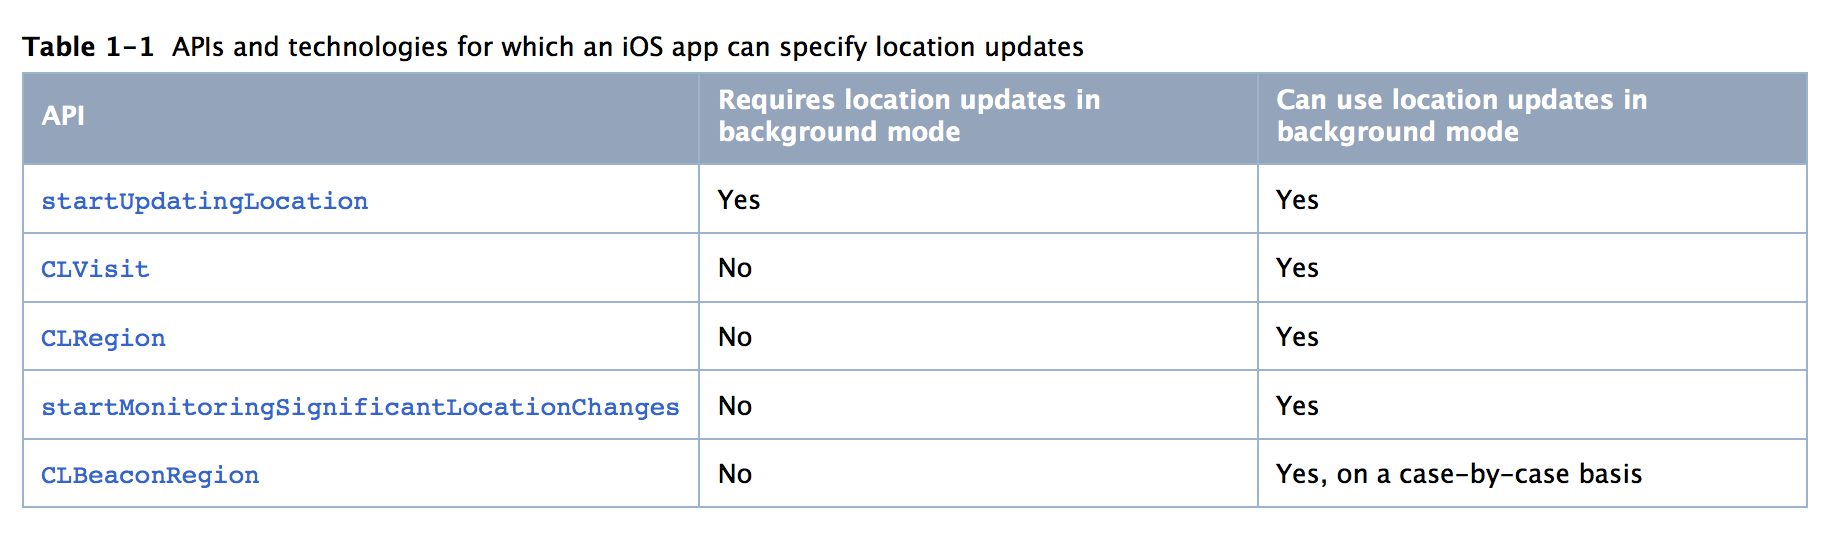 Table 1–1 APIs and technologies for which an iOS app can specify location updates
API
Requires location updates in
background mode
Can use location updates in
background mode
startUpdatingLocation
Yes
Yes
CLVisit
No
Yes
CLRegion
No
Yes
startMonitoringSignificantLocationChanges
No
Yes
CLBeaconRegion
No
Yes, on a case–by–case basis